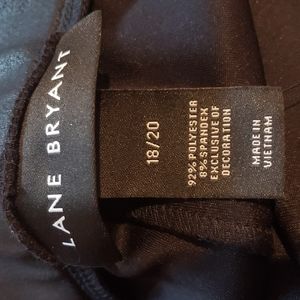 LANE BRYANT
18/20
92% POLYESTER
8% SPANDEX
EXCLUSIVE OF
DECORATION
MADE IN
VIETNAM